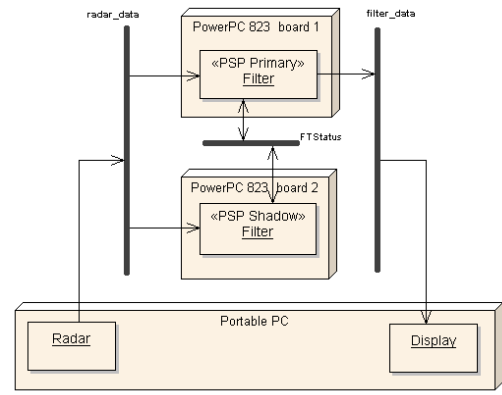 radar_data
filter_data
PowerPC 823 board 1
«PSP Primary»
Filter
FTStatus
PowerPC 823 board 2
«PSP Shadow»
Filter
Portable PC
Radar
Display